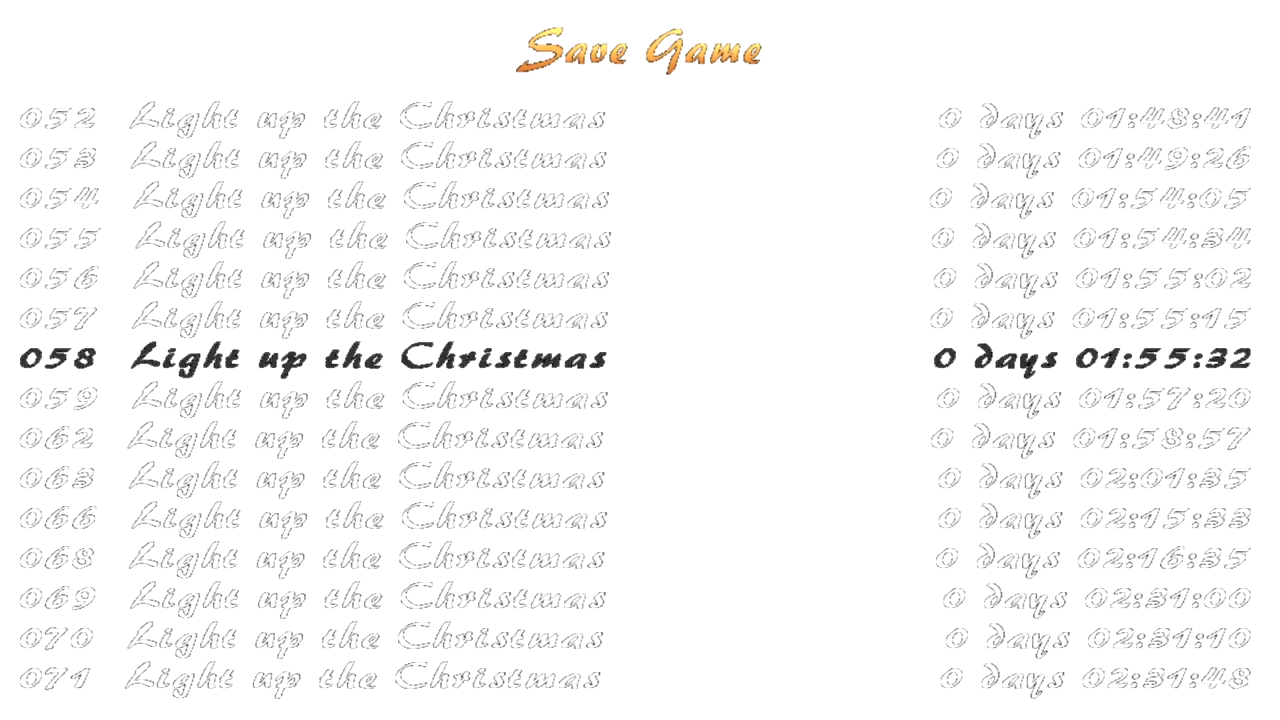 Save Game
052 Light up the Christmas 0 days 01:48:41
053 Light up the Christmas 0 days 01:49:26
054 Light up the Christmas 0 days 01:54:05
055 Light up the Christmas 0 days 01:54:34
056 Light up the Christmas 0 days 01:55:02
057 Light up the Christmas 0 days 01:55:15
058 Light up the Christmas 0 days 01:55:32
059 Light up the Christmas 0 days 01:57:20
062 Light up the Christmas 0 days 01:58:57
063 Light up the Christmas 0 days 02:01:35
066 Light up the Christmas 0 days 02:15:33
068 Light up the Christmas 0 days 02:16:35
069 Light up the Christmas 0 days 02:31:00
070 Light up the Christmas 0 days 02:31:10
071 Light up the Christmas 0 days 02:31:48